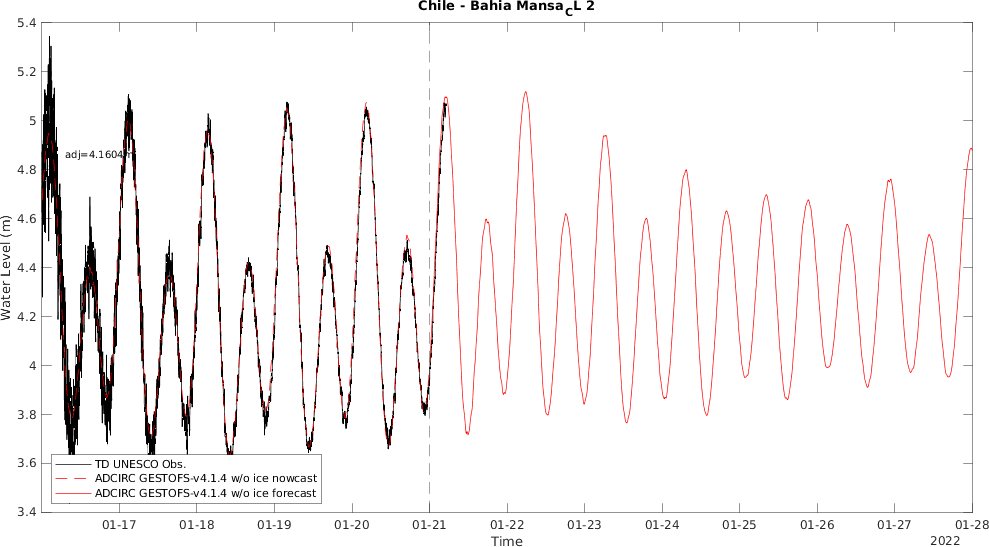 Chile - Bahia MansaCL 2
5.4
5.2
5
4.8
4.6
4.4
4.2
4
3.8
3.6
3.4
Water Level (m)
adj=4.1604m
TD UNESCO Obs.
ADCIRC GESTOFS-v4.1.4 w/o ice nowcast
ADCIRC GESTOFS-v4.1.4 w/o ice forecast
01-17 01-18 01-19 01-20 01-21 01-22 01-23 01-24 01-25 01-26 01-27 01-28
Time
2022